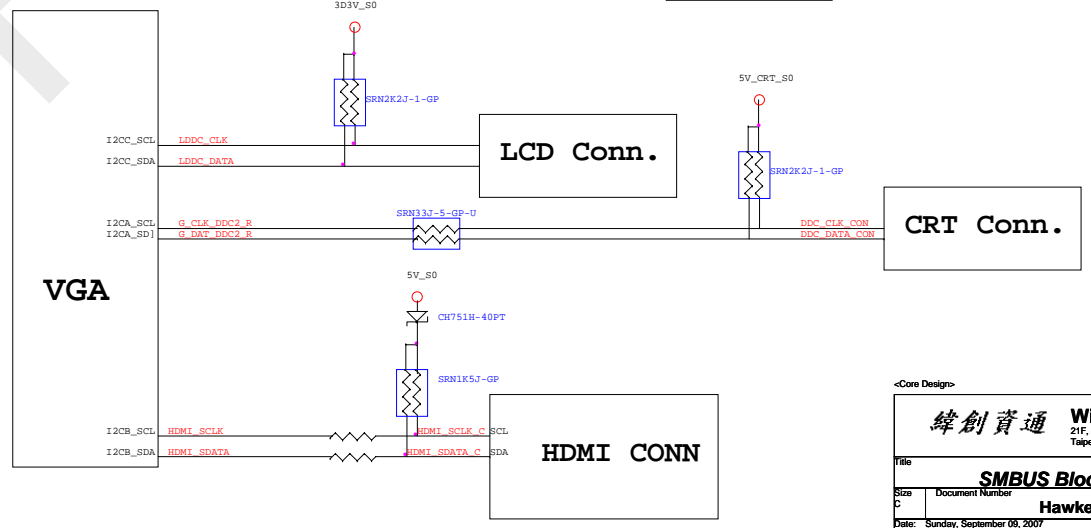 3D3V_S0
SRN2K2J-1-GP
5V_CRT_S0
I2CC_SCL LDDC_CLK
I2CC_SDA LDDC_DATA
LCD Conn.
SRN2K2J-1-GP
I2CA_SCL G_CLK_DDC2_R
I2CA_SD] G_DAT_DDC2_R
SRN33J-5-GP-U
DDC_CLK_CON
DDC_DATA_CON
CRT Conn.
VGA
5V_S0
CH751H-40PT
SRN1K5J-GP
I2CB_SCL HDMI_SCLK HDMI_SCLK_C SCL
I2CB_SDA HDMI_SDATA HDMI_SDATA_C SDA
HDMI CONN
<Core Design>
緯創資通
21F,
Title
Size Document Number
C
Date: Sunday, September 09, 2007